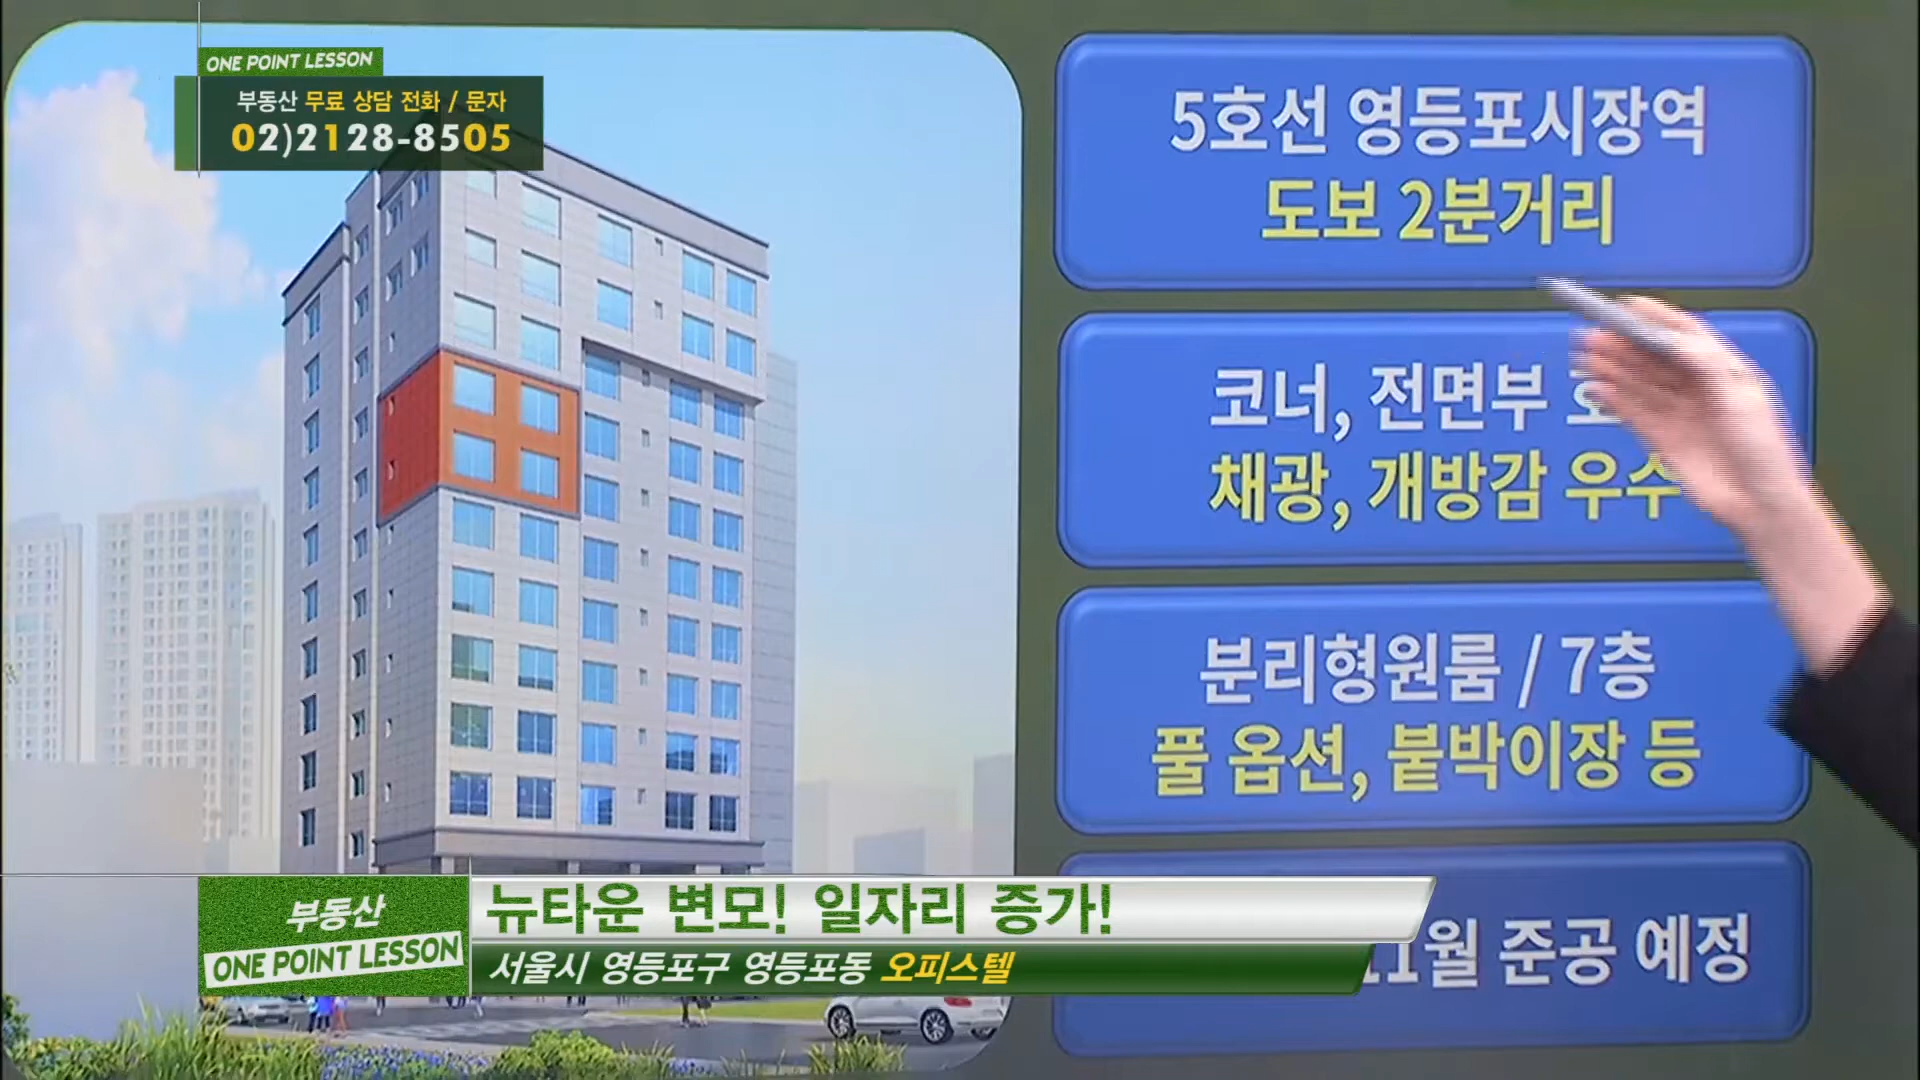 ONE POINT LESSON
부동산 무료 상담 전화 / 문자
02)2128-8505
5호선 영등포시장역
도보 2분거리
코너, 전면부
채광, 개방감 우수
분리형원룸 / 7층
풀 옵션, 붙박이장 등
11월 준공 예정
부동산
ONE POINT LESSON
뉴타운 변모! 일자리 증가!
서울시 영등포구 영등포동 오피스텔